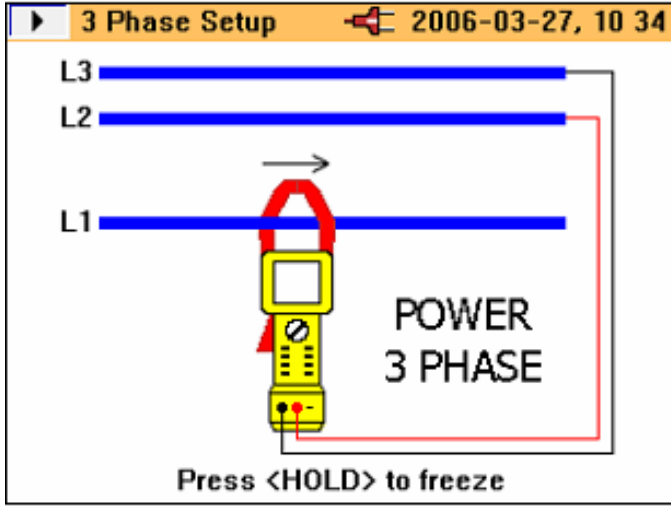 3 Phase Setup 2006-03-27, 10 34
L3
L2
L1
POWER
3 PHASE
Press <HOLD> to freeze